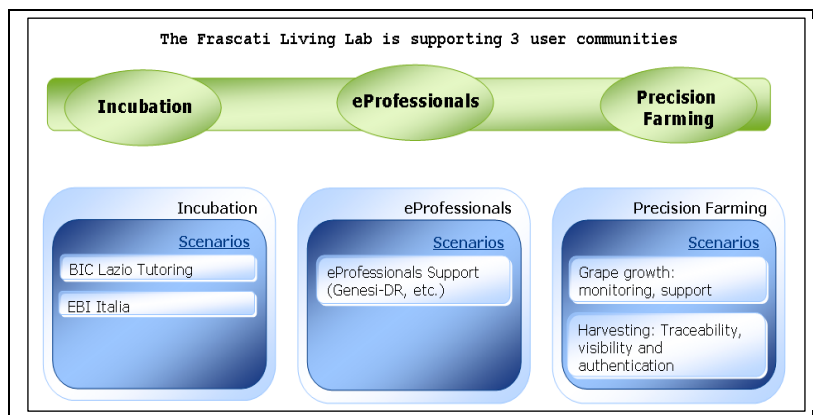 The Frascati Living Lab is supporting 3 user communities
Incubation
eProfessionals
Precision
Farming
Incubation
Scenarios
BIC Lazio Tutoring
EBI Italia
eProfessionals
Scenarios
eProfessionals Support
(Genesi-DR, etc.)
Precision Farming
Scenarios
Grape growth:
monitoring, support
Harvesting: Traceability,
visibility and
authentication